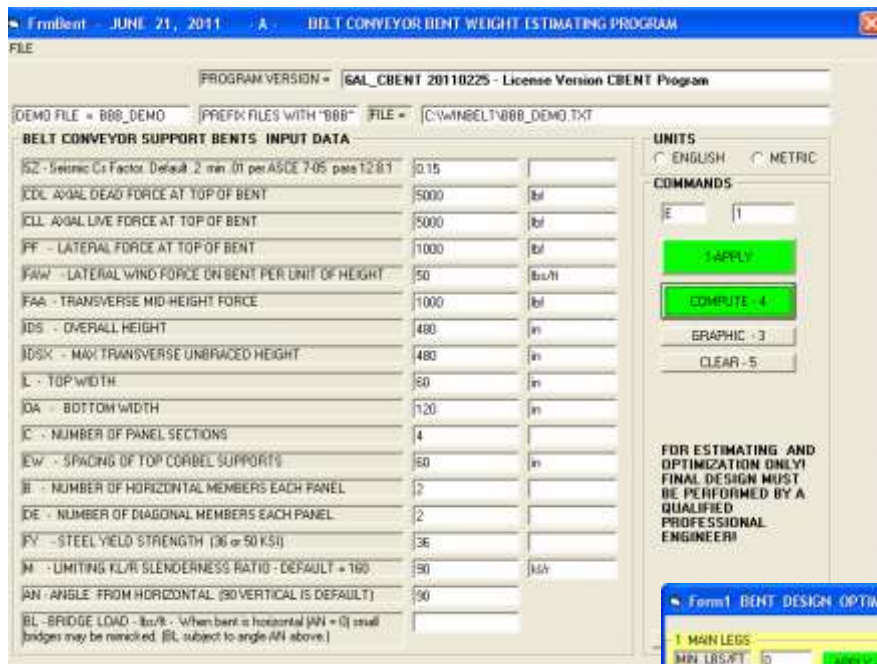 FrmBent - JUNE 21, 2011 - A - BELT CONVEYOR BENT WEIGHT ESTIMATING PROGRAM
FILE
PROGRAM VERSION = GAL_CBENT 20110225 - License Version CBENT Program
DEMO FILE = BBB_DEMO PREFIX FILES WITH "BBB" FILE = C:\WINBELT\BBB_DEMO.TXT
BELT CONVEYOR SUPPORT BENTS INPUT DATA
SZ - Seismic Cs Factor. Default .2 min .01 per ASCE 7-05 para 12.8.1 0.15
CDL AXIAL DEAD FORCE AT TOP OF BENT 5000 lbf
CLL AXIAL LIVE FORCE AT TOP OF BENT 5000 lbf
PF - LATERAL FORCE AT TOP OF BENT 1000 lbf
FAW - LATERAL WIND FORCE ON BENT PER UNIT OF HEIGHT 50 lbs/ft
FAA - TRANSVERSE MID-HEIGHT FORCE 1000 lbf
IDS - OVERALL HEIGHT 480 in
IDSX - MAX TRANSVERSE UNBRACED HEIGHT 480 in
L - TOP WIDTH 60 in
OA - BOTTOM WIDTH 120 in
C - NUMBER OF PANEL SECTIONS 4
EW - SPACING OF TOP CORBEL SUPPORTS 60 in
B - NUMBER OF HORIZONTAL MEMBERS EACH PANEL 2
DE - NUMBER OF DIAGONAL MEMBERS EACH PANEL 2
FY - STEEL YIELD STRENGTH (36 or 50 KSI) 36
M - LIMITING KL/R SLENDERNESS RATIO - DEFAULT = 160 90 kl/r
AN - ANGLE FROM HORIZONTAL (90 VERTICAL IS DEFAULT) 90
BL - BRIDGE LOAD - lbs/ft - When bent is horizontal (AN = 0) small
bridges may be mimicked. (BL subject to angle AN above.)
UNITS
ENGLISH METRIC
COMMANDS
E 1
1-APPLY
COMPUTE - 4
GRAPHIC - 3
CLEAR - 5
FOR ESTIMATING AND
OPTIMIZATION ONLY!
FINAL DESIGN MUST
BE PERFORMED BY A
QUALIFIED
PROFESSIONAL
ENGINEER!
Form1 BENT DESIGN OPTIM
1 MAIN LEGS
MIN. LBS/FT 0